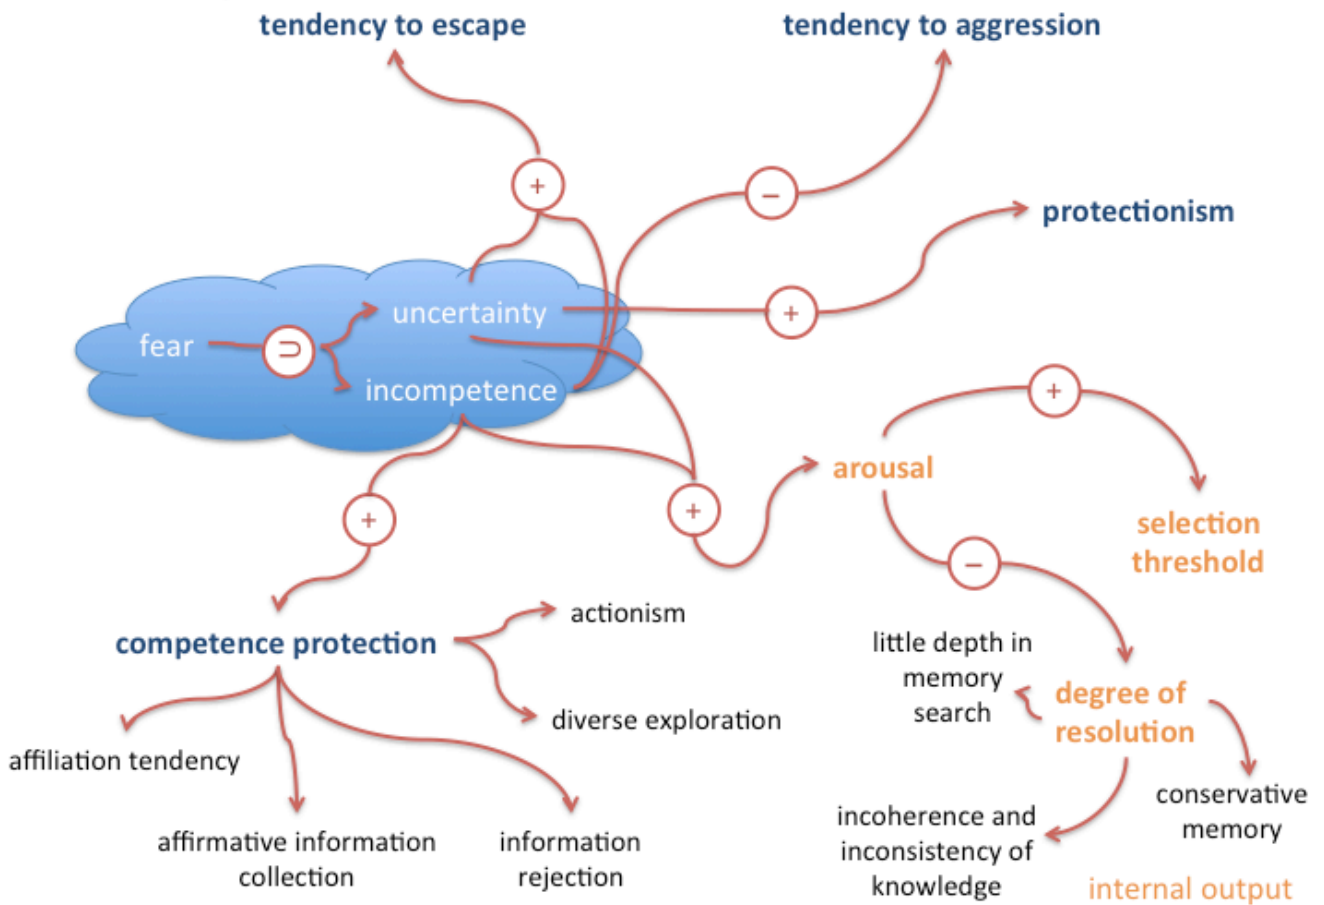 tendency to escape
tendency to aggression
+
−
protectionism
uncertainty
+
fear
⊃
incompetence
+
arousal
+
+
selection
threshold
−
actionism
competence protection
little depth in
memory
search
degree of
resolution
diverse exploration
affiliation tendency
conservative
memory
incoherence and
inconsistency of
knowledge
affirmative information
collection
information
rejection
internal output